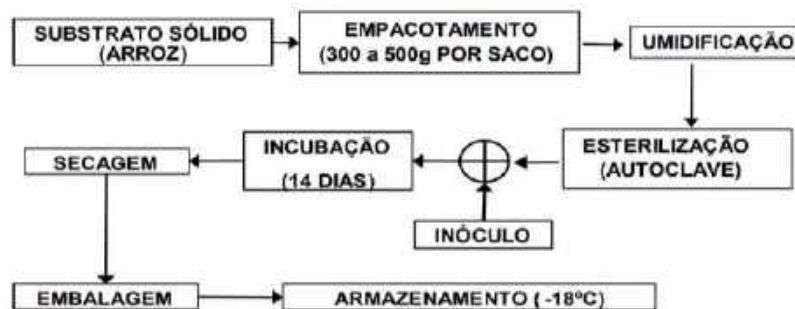 SUBSTRATO SÓLIDO
(ARROZ)
EMPACOTAMENTO
(300 a 500g POR SACO)
UMIDIFICAÇÃO
ESTERILIZAÇÃO
(AUTOCLAVE)
INÓCULO
INCUBAÇÃO
(14 DIAS)
SECAGEM
EMBALAGEM
ARMAZENAMENTO ( -18ºC)